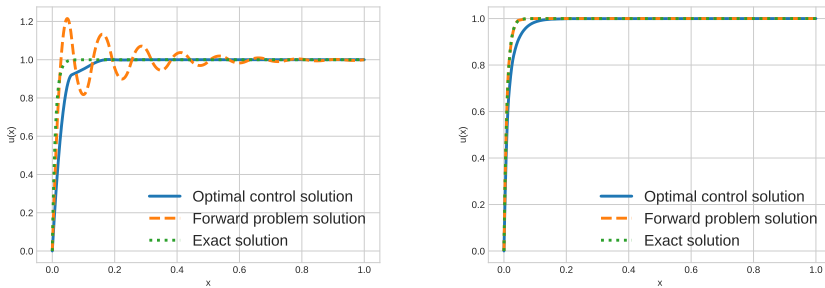 1.2
1.0
0.8
0.6
0.4
0.2
0.0
u(x)
Optimal control solution
Forward problem solution
Exact solution
0.0 0.2 0.4 0.6 0.8 1.0
x
1.0
0.8
0.6
0.4
0.2
0.0
u(x)
Optimal control solution
Forward problem solution
Exact solution
0.0 0.2 0.4 0.6 0.8 1.0
x